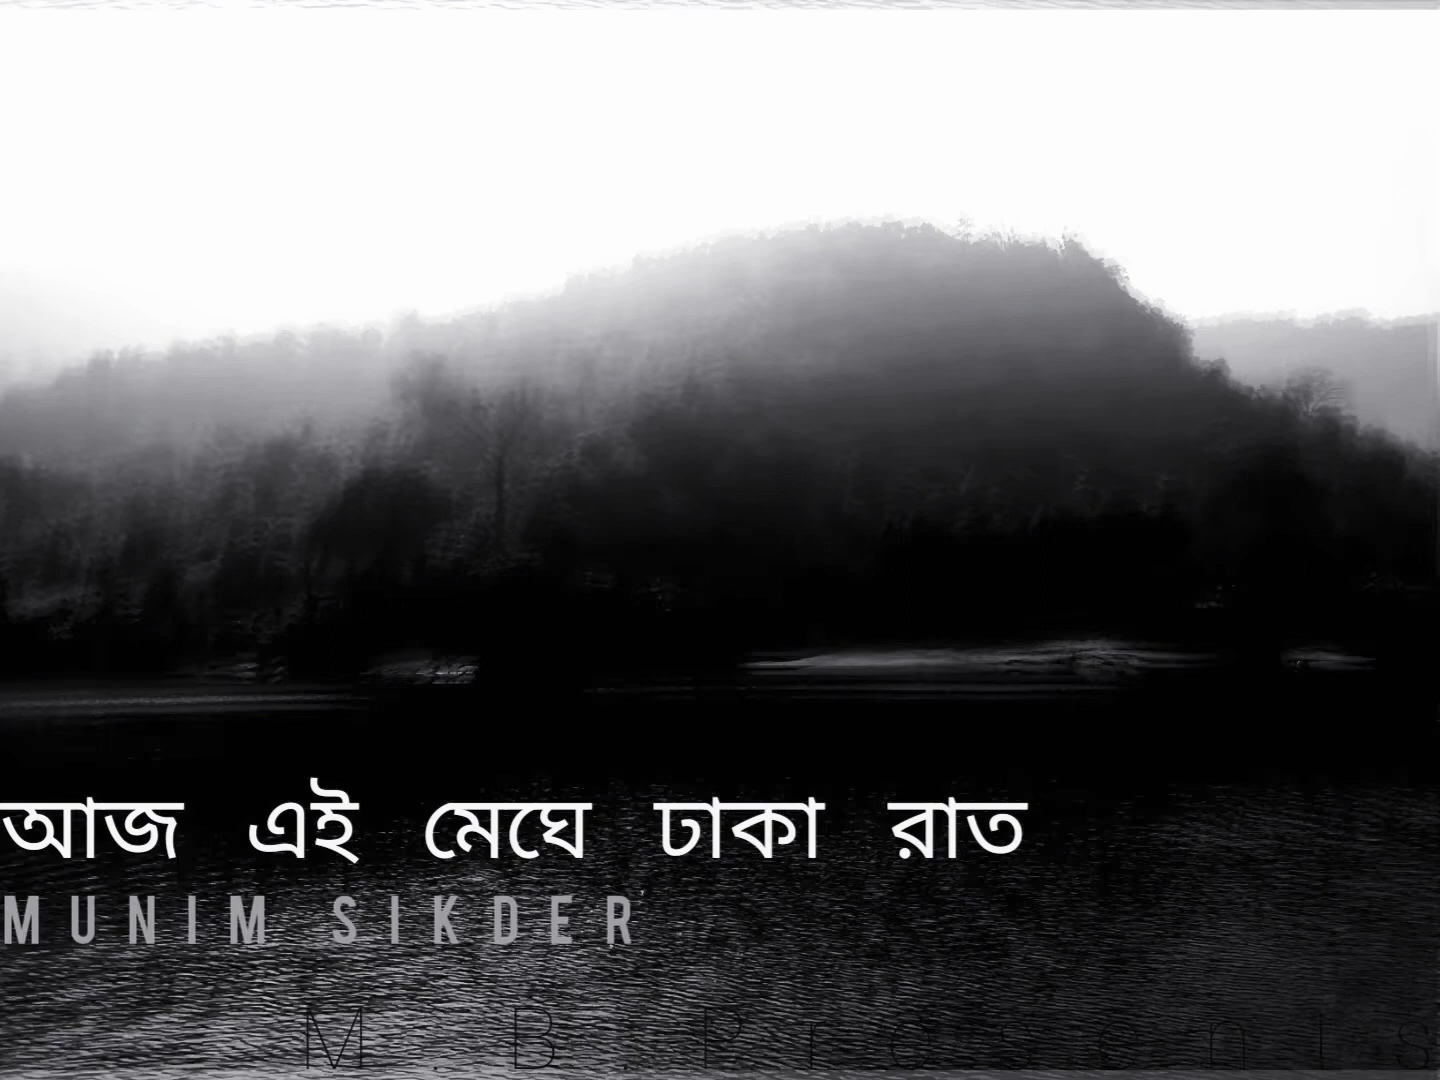 আজ এই মেঘে ঢাকা রাত
MUNIM SIKDER
M. B. Presents